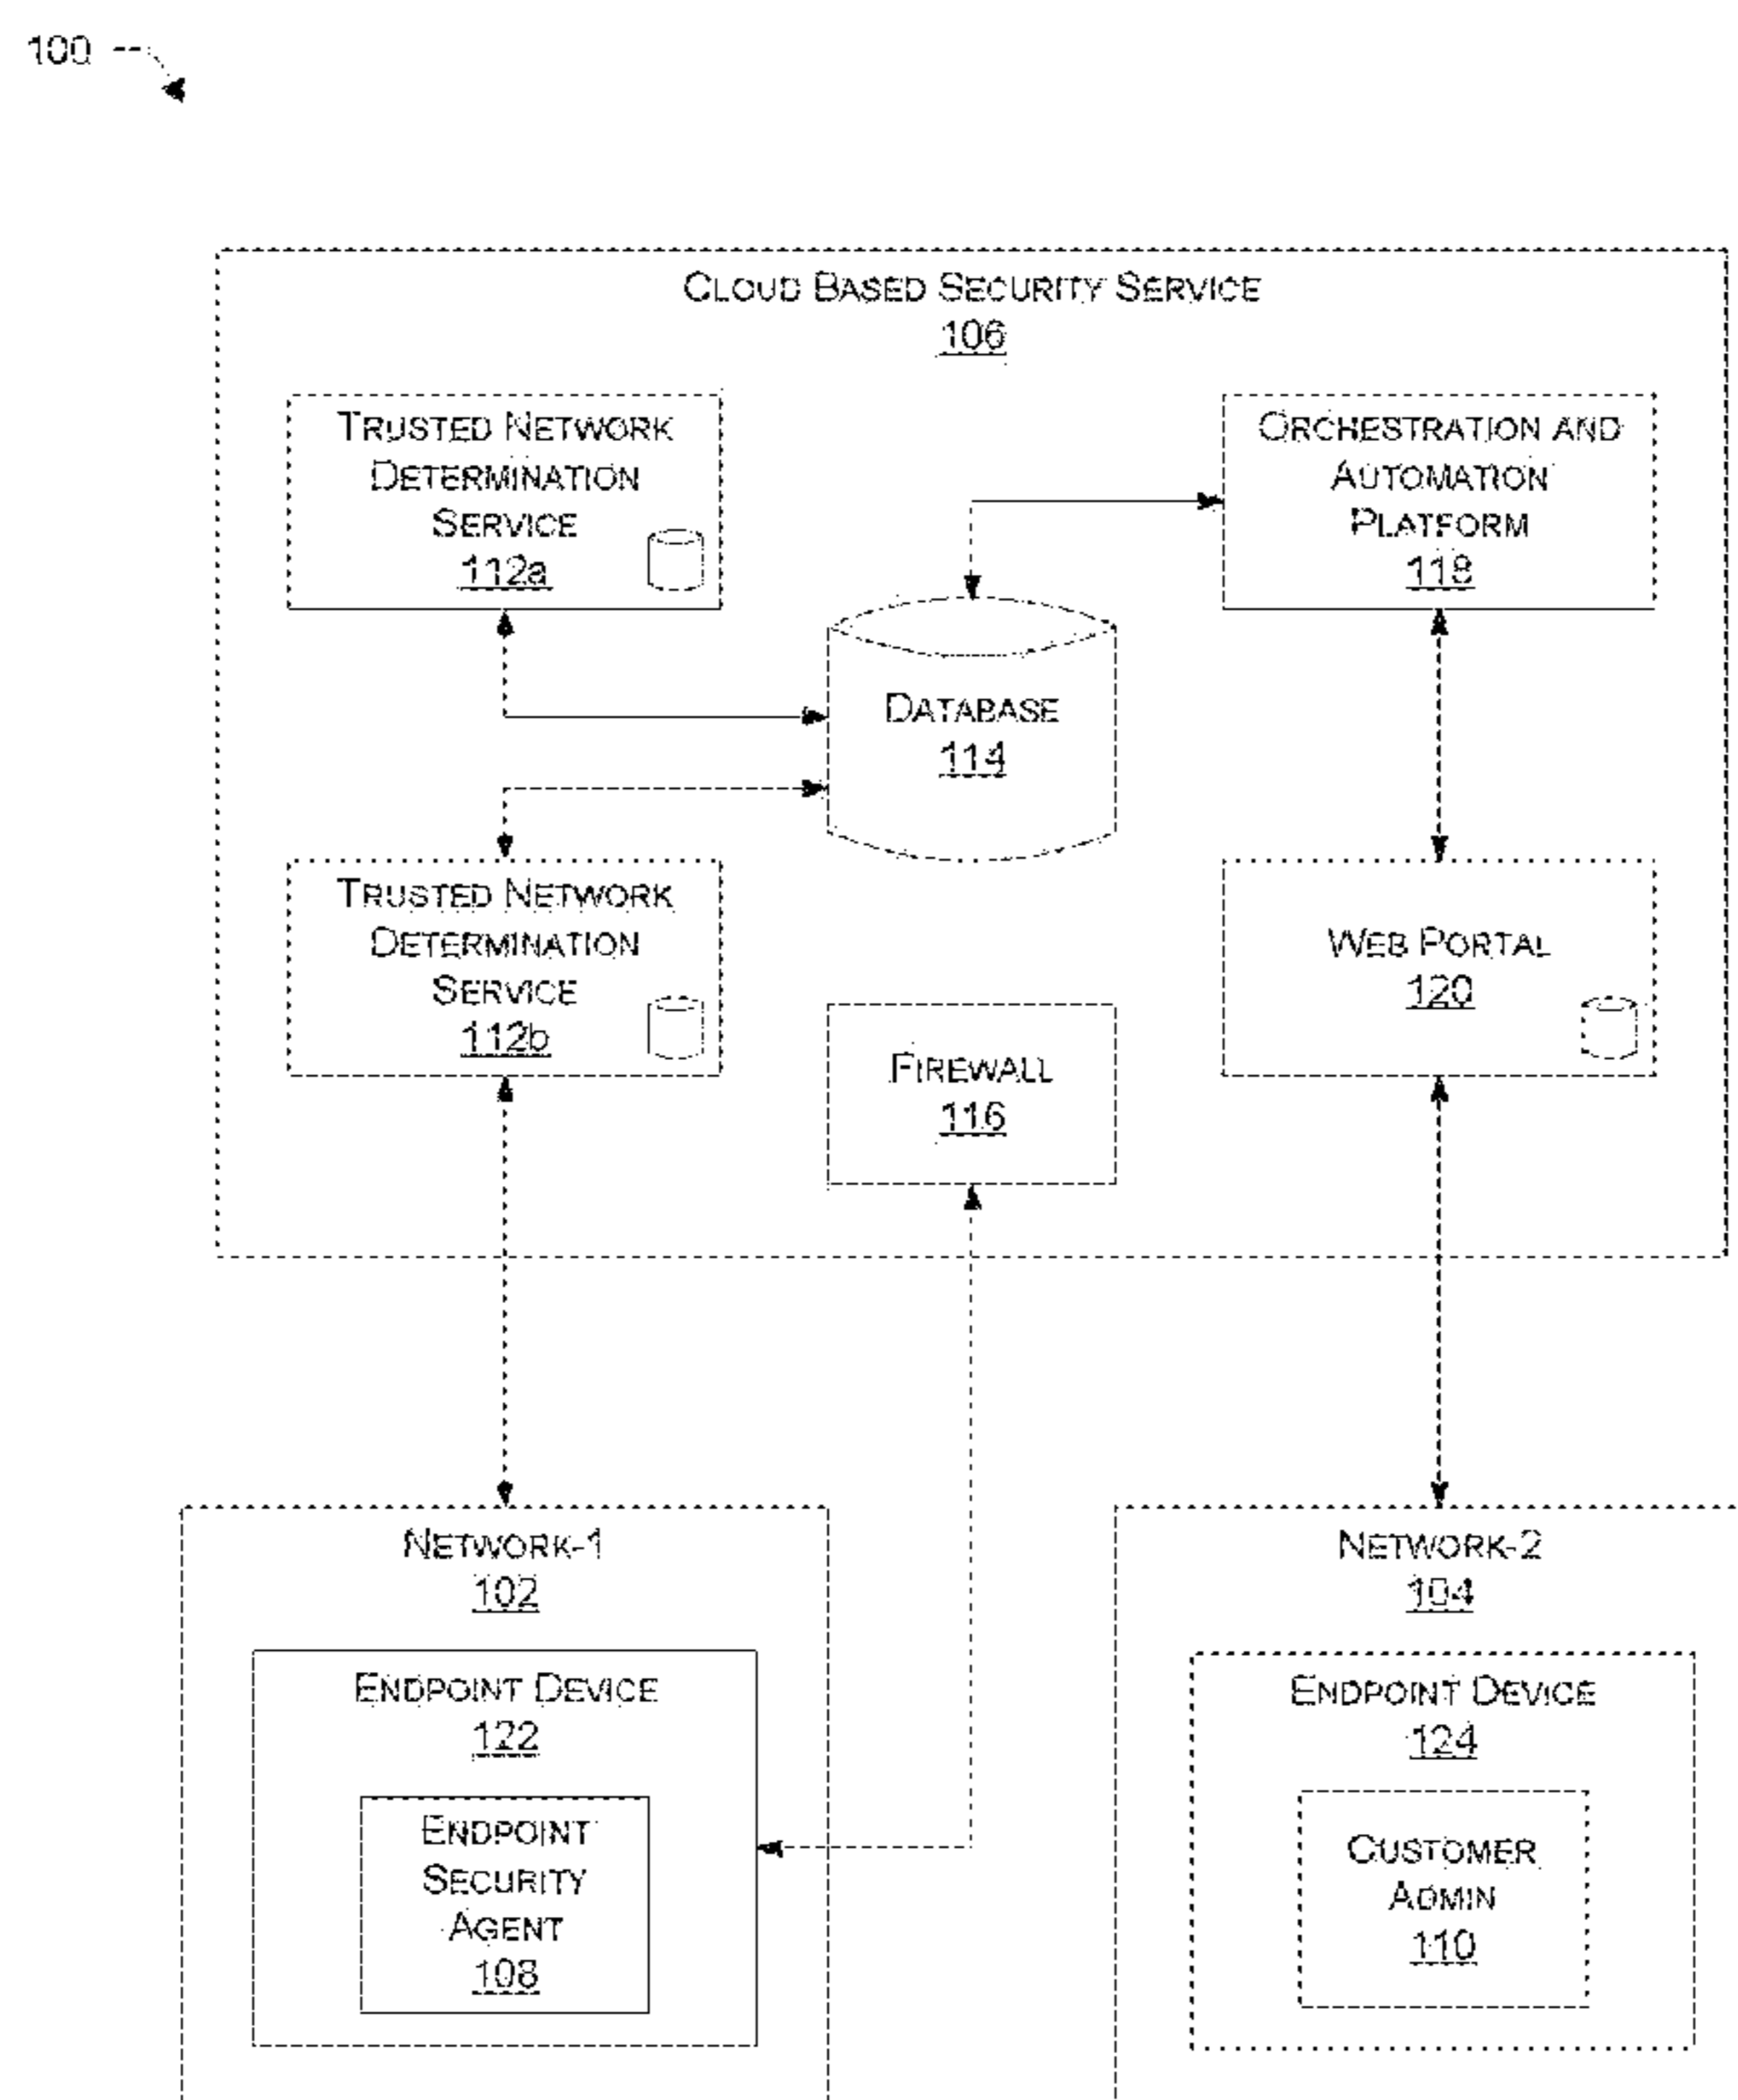 100
CLOUD BASED SECURITY SERVICE
106
TRUSTED NETWORK
DETERMINATION
SERVICE
112a
ORCHESTRATION AND
AUTOMATION
PLATFORM
118
DATABASE
114
TRUSTED NETWORK
DETERMINATION
SERVICE
112b
WEB PORTAL
120
FIREWALL
116
NETWORK-1
102
ENDPOINT DEVICE
122
ENDPOINT
SECURITY
AGENT
108
NETWORK-2
104
ENDPOINT DEVICE
124
CUSTOMER
ADMIN
110